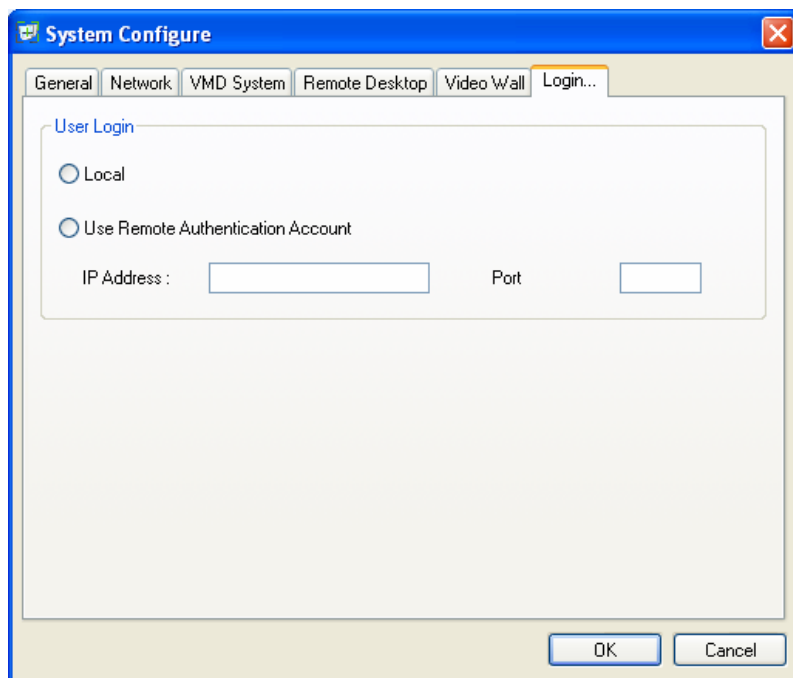 System Configure
General Network VMD System Remote Desktop Video Wall Login...
User Login
Local
Use Remote Authentication Account
IP Address : Port
OK Cancel